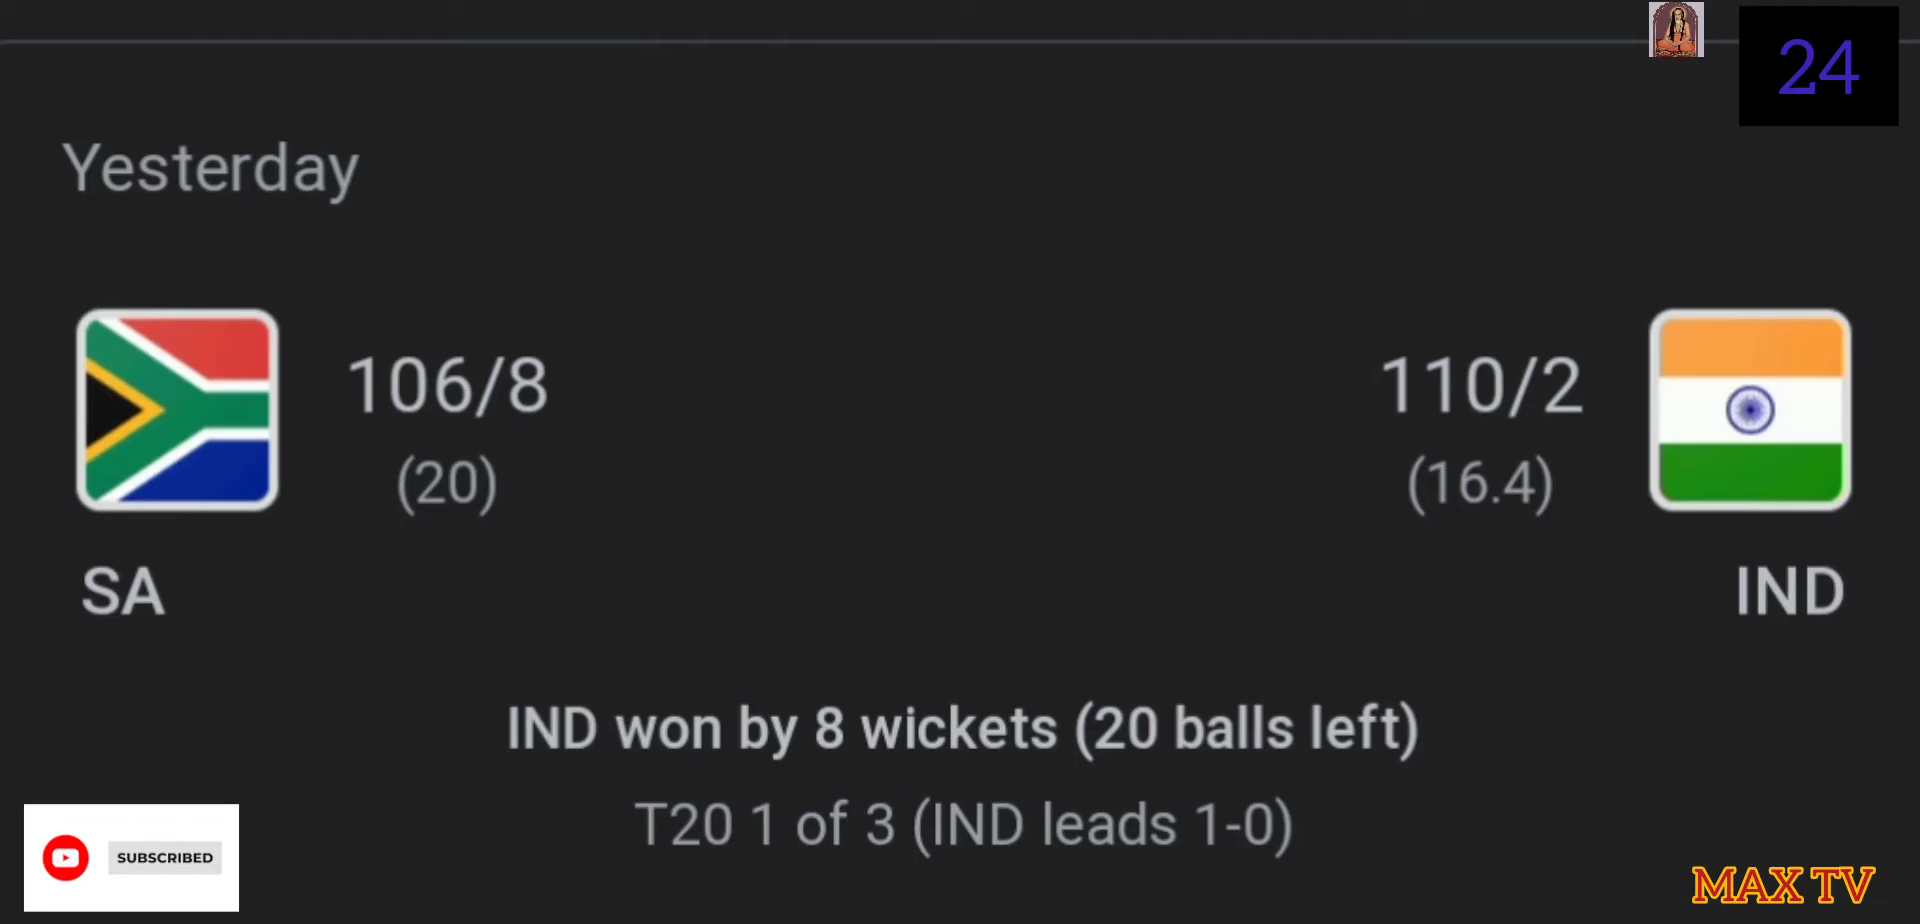 24
Yesterday
106/8
110/2
(20)
(16.4)
SA
IND
IND won by 8 wickets (20 balls left)
T20 1 of 3 (IND leads 1-0)
SUBSCRIBED
MAX TV